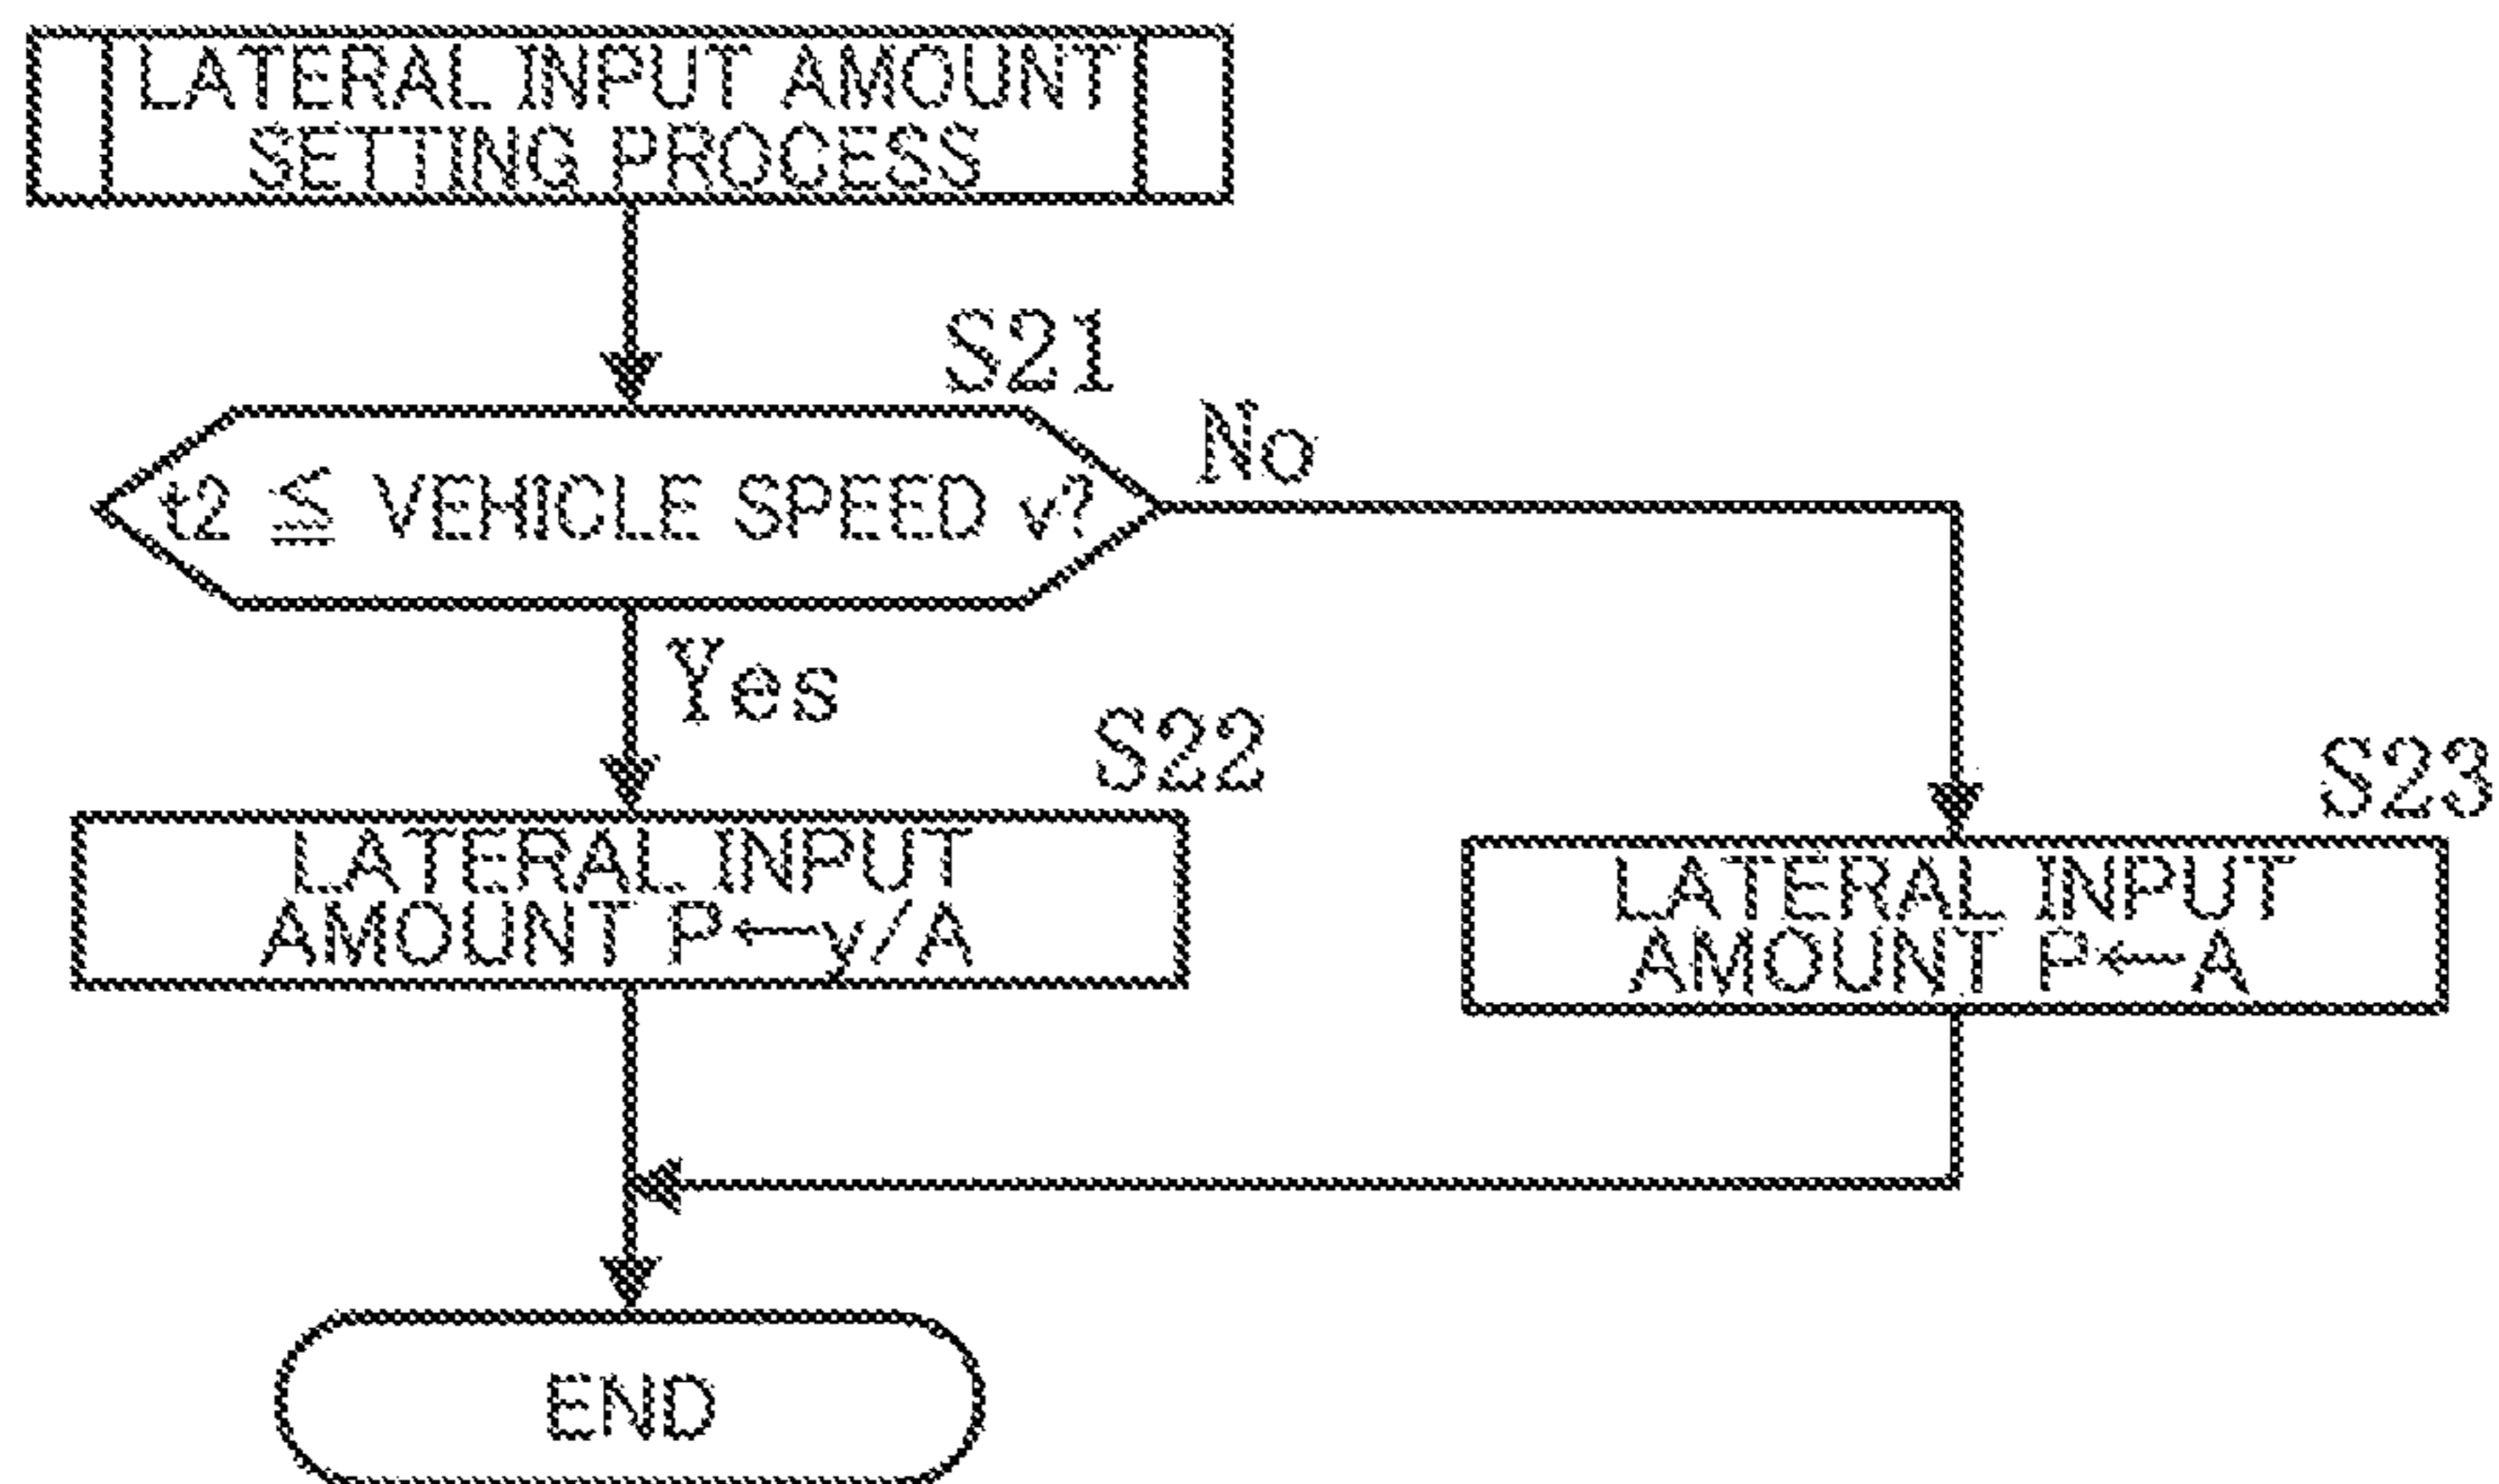 LATERAL INPUT AMOUNT
SETTING PROCESS
S21
t2 ≦ VEHICLE SPEED v?
No
Yes
S22
LATERAL INPUT
AMOUNT P←y/A
S23
LATERAL INPUT
AMOUNT P←A
END